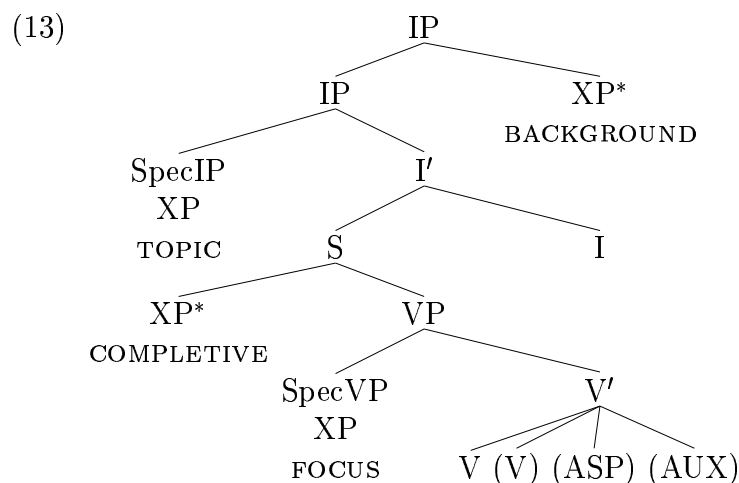 (13) IP
IP XP*
BACKGROUND
SpecIP I′
XP
TOPIC S I
XP* VP
COMPLETIVE
SpecVP V′
XP
FOCUS V (V) (ASP) (AUX)